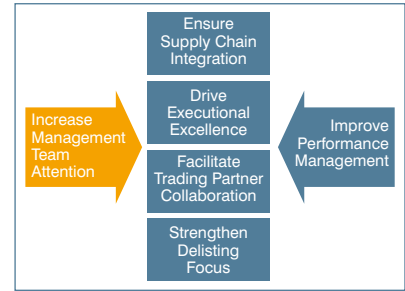 Ensure
Supply Chain
Integration
Drive
Executional
Excellence
Increase
Management
Team
Attention
Improve
Performance
Management
Facilitate
Trading Partner
Collaboration
Strengthen
Delisting
Focus